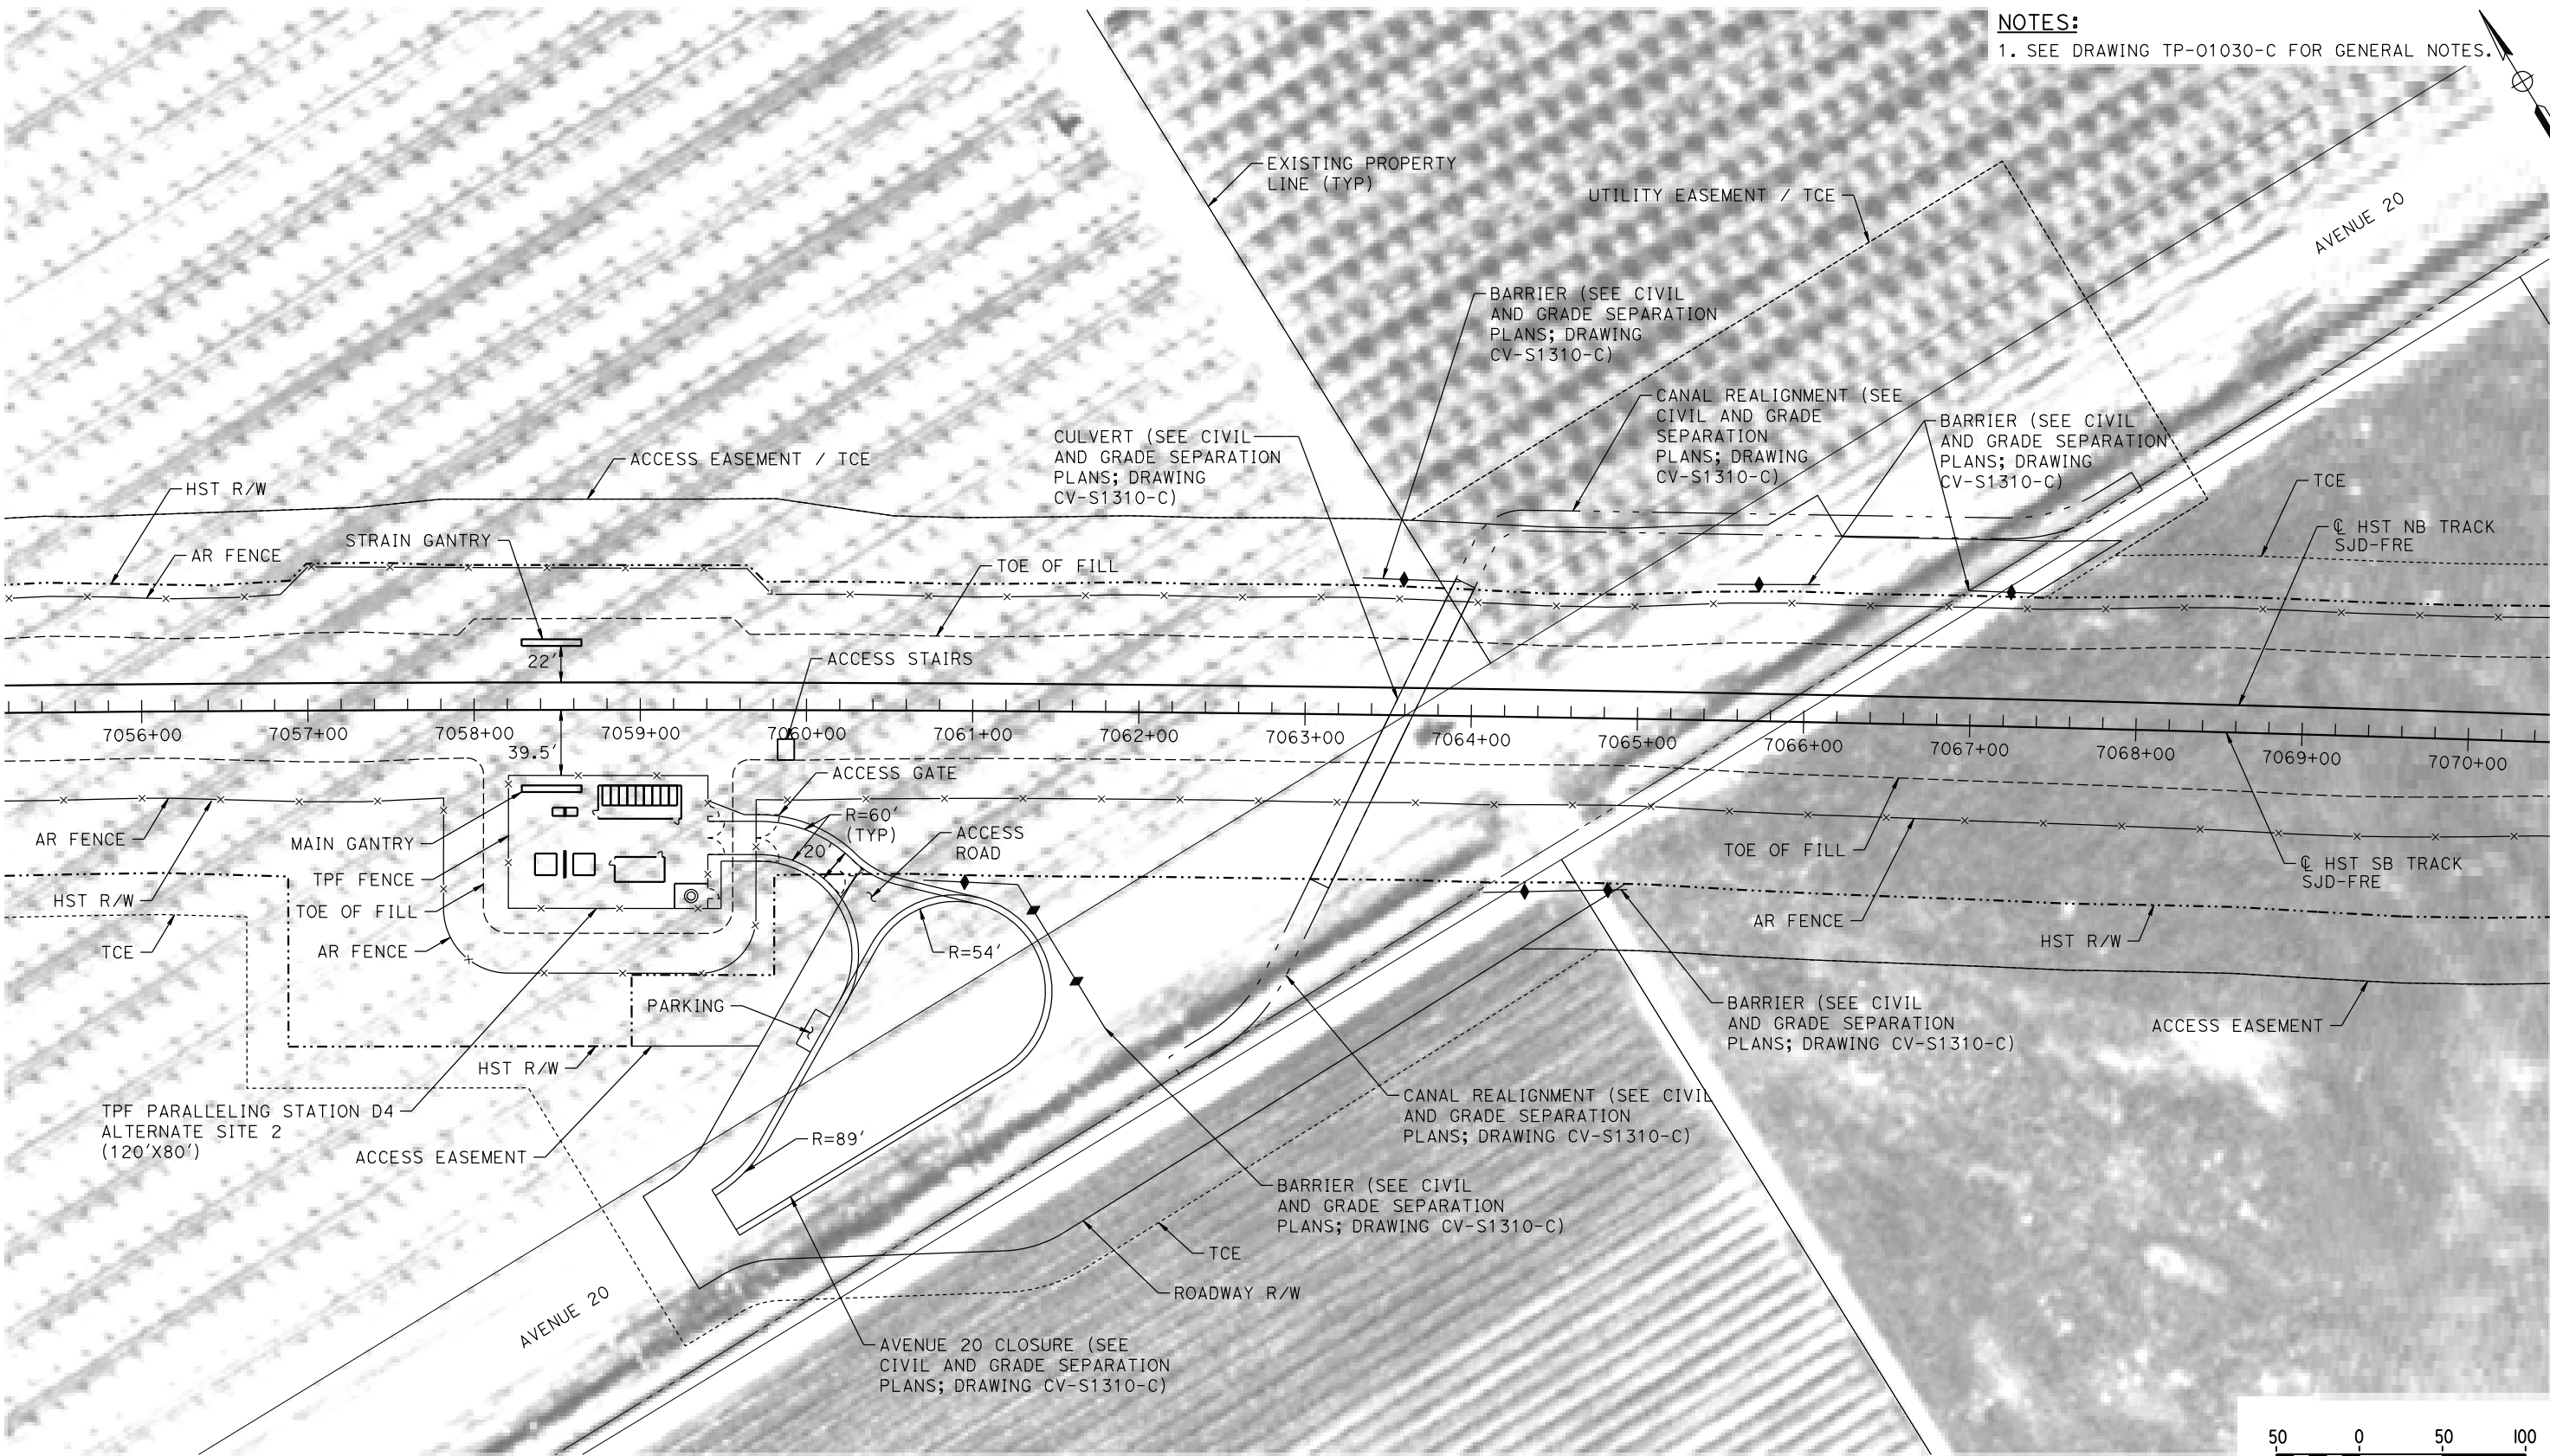 NOTES:
1. SEE DRAWING TP-01030-C FOR GENERAL NOTES.
EXISTING PROPERTY
LINE (TYP)
UTILITY EASEMENT / TCE
AVENUE 20
BARRIER (SEE CIVIL
AND GRADE SEPARATION
PLANS; DRAWING
CV-S1310-C)
CANAL REALIGNMENT (SEE
CIVIL AND GRADE
SEPARATION
PLANS; DRAWING
CV-S1310-C)
BARRIER (SEE CIVIL
AND GRADE SEPARATION
PLANS; DRAWING
CV-S1310-C)
CULVERT (SEE CIVIL
AND GRADE SEPARATION
PLANS; DRAWING
CV-S1310-C)
ACCESS EASEMENT / TCE
HST R/W
TCE
℄ HST NB TRACK
SJD-FRE
STRAIN GANTRY
AR FENCE
TOE OF FILL
22'
ACCESS STAIRS
7056+00
7057+00
7058+00
7059+00
7060+00
7061+00
7062+00
7063+00
7064+00
7065+00
7066+00
7067+00
7068+00
7069+00
7070+00
39.5'
ACCESS GATE
AR FENCE
MAIN GANTRY
R=60'
(TYP)
20'
ACCESS
ROAD
TOE OF FILL
℄ HST SB TRACK
SJD-FRE
TPF FENCE
HST R/W
TOE OF FILL
AR FENCE
HST R/W
TCE
AR FENCE
R=54'
PARKING
BARRIER (SEE CIVIL
AND GRADE SEPARATION
PLANS; DRAWING CV-S1310-C)
ACCESS EASEMENT
HST R/W
TPF PARALLELING STATION D4
ALTERNATE SITE 2
(120'X80')
ACCESS EASEMENT
R=89'
CANAL REALIGNMENT (SEE CIVIL
AND GRADE SEPARATION
PLANS; DRAWING CV-S1310-C)
BARRIER (SEE CIVIL
AND GRADE SEPARATION
PLANS; DRAWING CV-S1310-C)
TCE
ROADWAY R/W
AVENUE 20
AVENUE 20 CLOSURE (SEE
CIVIL AND GRADE SEPARATION
PLANS; DRAWING CV-S1310-C)
50 0 50 100